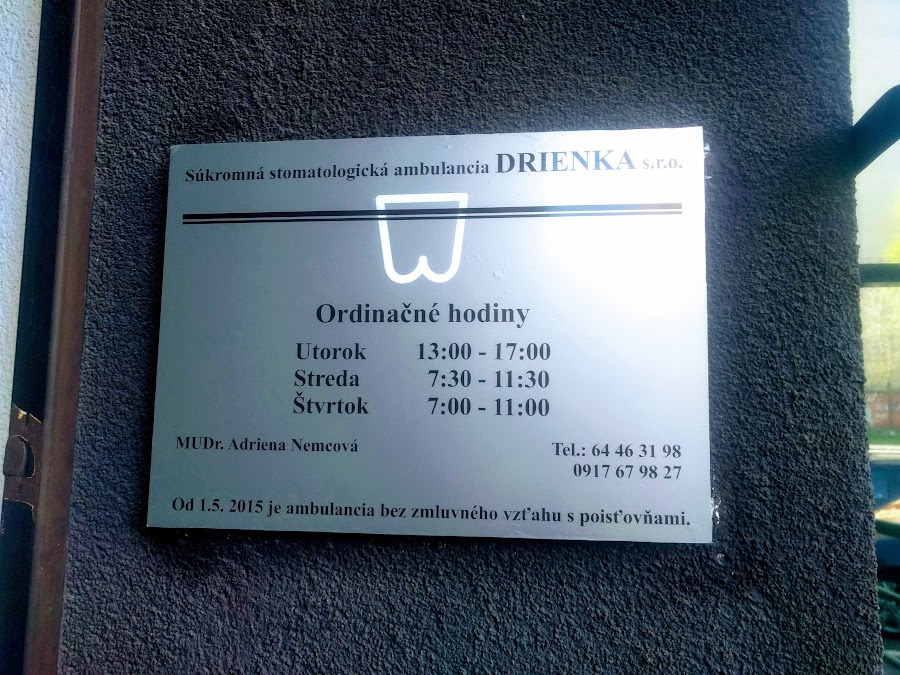 Súkromná stomatologická ambulancia DRIENKA s.r.o.
Ordinačné hodiny
Utorok 13:00 - 17:00
Streda 7:30 - 11:30
Štvrtok 7:00 - 11:00
MUDr. Adriena Nemcová Tel.: 64 46 31 98
0917 67 98 27
Od 1.5. 2015 je ambulancia bez zmluvného vzťahu s poisťovňami.